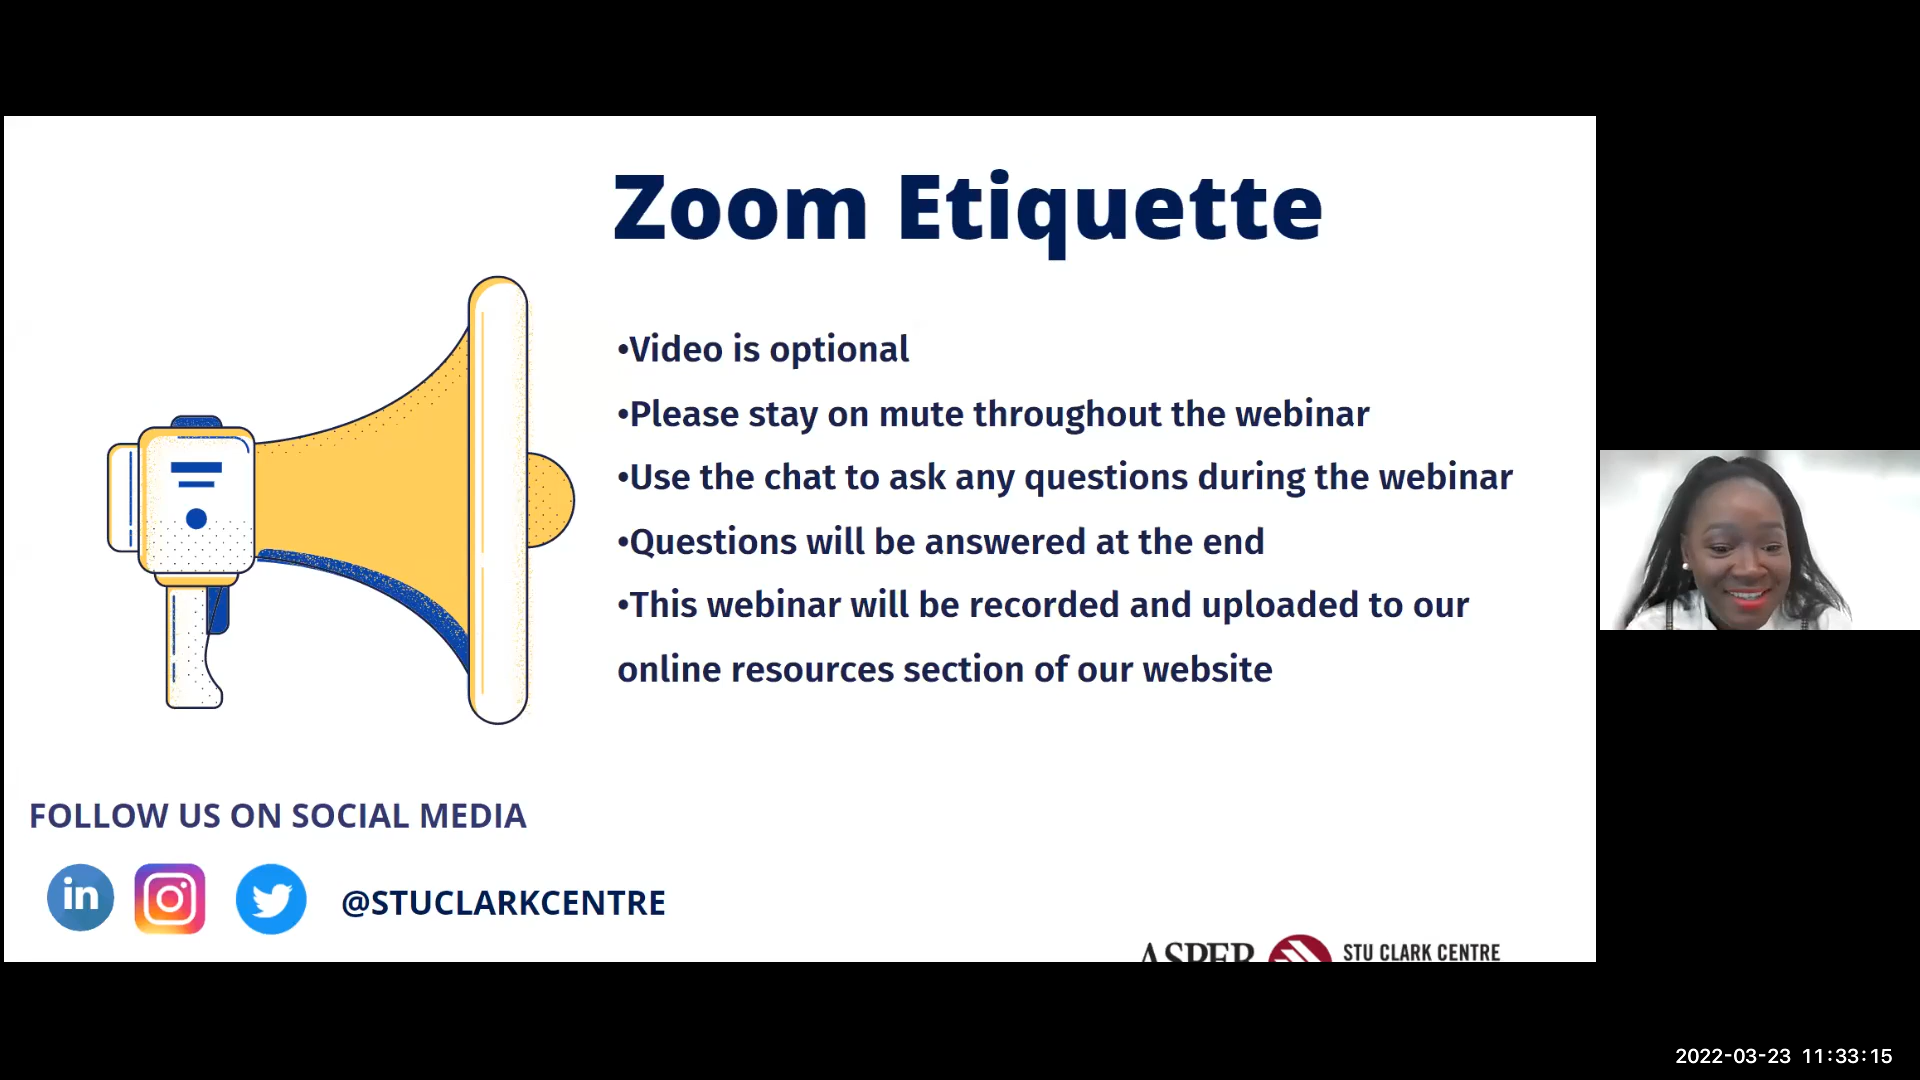 Zoom Etiquette
•Video is optional
•Please stay on mute throughout the webinar
•Use the chat to ask any questions during the webinar
•Questions will be answered at the end
•This webinar will be recorded and uploaded to our
online resources section of our website
FOLLOW US ON SOCIAL MEDIA
in
@STUCLARKCENTRE
ASPER
STU CLARK CENTRE
2022-03-23 11:33:15